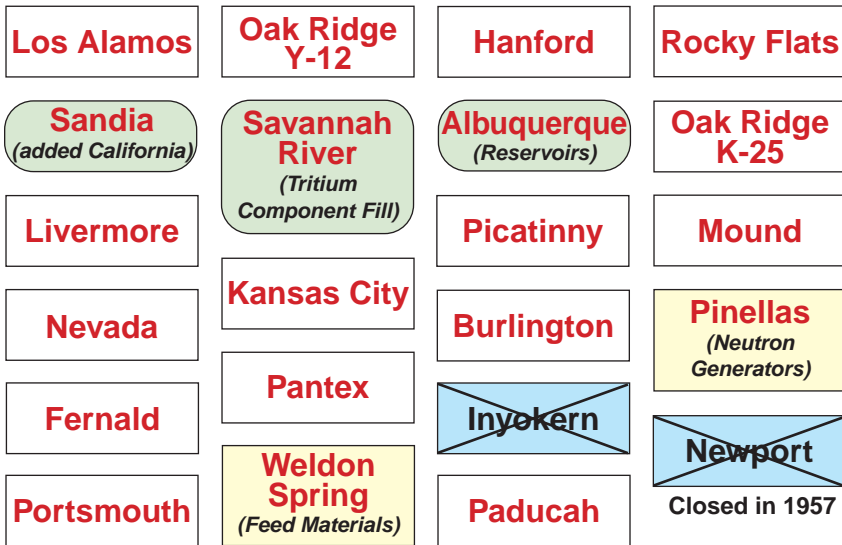 Los Alamos
Oak Ridge
Y-12
Hanford
Rocky Flats
Sandia
(added California)
Savannah
River
(Tritium
Component Fill)
Albuquerque
(Reservoirs)
Oak Ridge
K-25
Livermore
Picatinny
Mound
Kansas City
Nevada
Burlington
Pinellas
(Neutron
Generators)
Fernald
Pantex
Inyokern
Newport
Closed in 1957
Portsmouth
Weldon
Spring
(Feed Materials)
Paducah